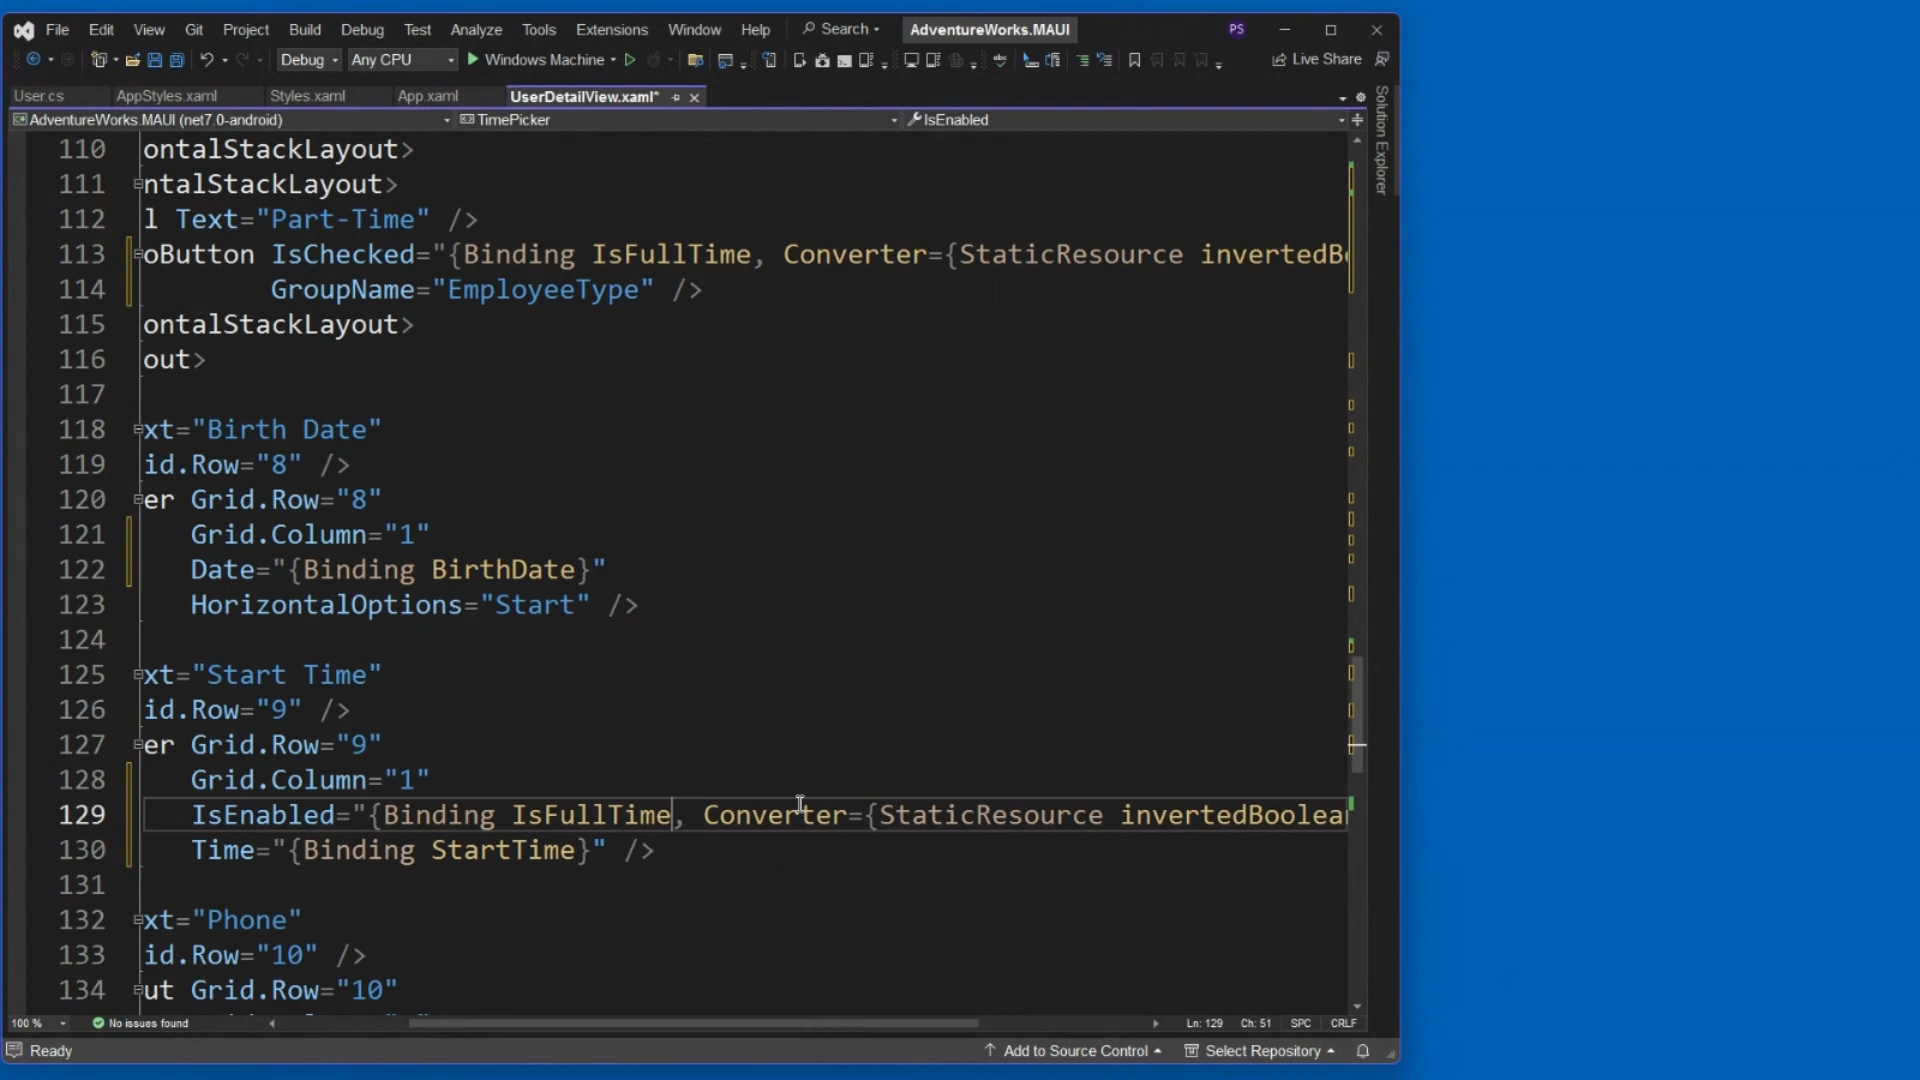 File Edit View Git Project Build Debug Test Analyze Tools Extensions Window Help Search AdventureWorks.MAUI PS
Debug Any CPU Windows Machine Live Share
User.cs AppStyles.xaml Styles.xaml App.xaml UserDetailView.xaml*
AdventureWorks.MAUI (net7.0-android) TimePicker IsEnabled
Solution Explorer
110 ontalStackLayout>
111 ntalStackLayout>
112 l Text="Part-Time" />
113 oButton IsChecked="{Binding IsFullTime, Converter={StaticResource invertedB
114 GroupName="EmployeeType" />
115 ontalStackLayout>
116 out>
117
118 xt="Birth Date"
119 id.Row="8" />
120 er Grid.Row="8"
121 Grid.Column="1"
122 Date="{Binding BirthDate}"
123 HorizontalOptions="Start" />
124
125 xt="Start Time"
126 id.Row="9" />
127 er Grid.Row="9"
128 Grid.Column="1"
129 IsEnabled="{Binding IsFullTime, Converter={StaticResource invertedBoolear
130 Time="{Binding StartTime}" />
131
132 xt="Phone"
133 id.Row="10" />
134 ut Grid.Row="10"
100 % No issues found Ln: 129 Ch: 51 SPC CRLF
Ready Add to Source Control Select Repository